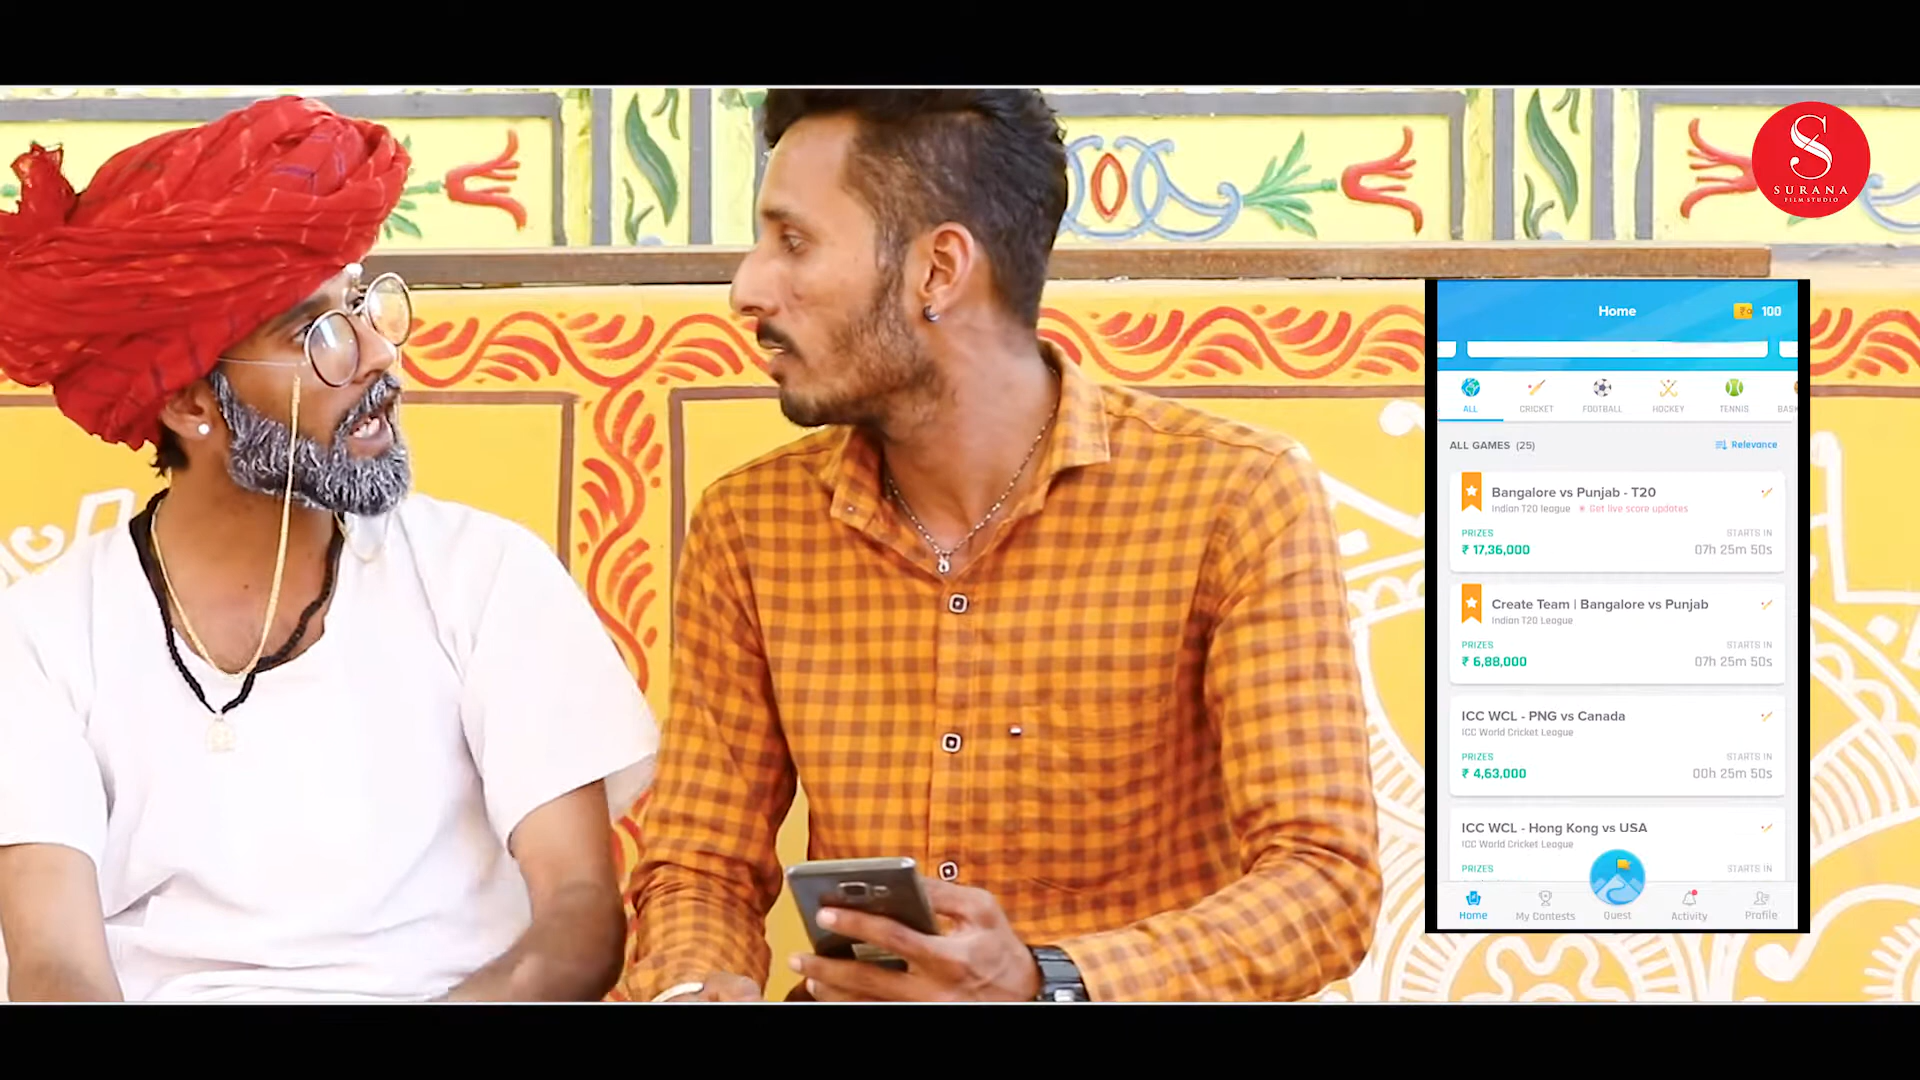 SURANA
FILM STUDIO
Home
100
ALL
CRICKET
FOOTBALL
HOCKEY
TENNIS
BASK
ALL GAMES (25)
Relevance
Bangalore vs Punjab - T20
Indian T20 league
Get live score updates
PRIZES
STARTS IN
₹ 17,36,000
07h 25m 50s
Create Team | Bangalore vs Punjab
Indian T20 League
PRIZES
STARTS IN
₹ 6,88,000
07h 25m 50s
ICC WCL - PNG vs Canada
ICC World Cricket League
PRIZES
STARTS IN
₹ 4,63,000
00h 25m 50s
ICC WCL - Hong Kong vs USA
ICC World Cricket League
PRIZES
STARTS IN
Home
My Contests
Quest
Activity
Profile